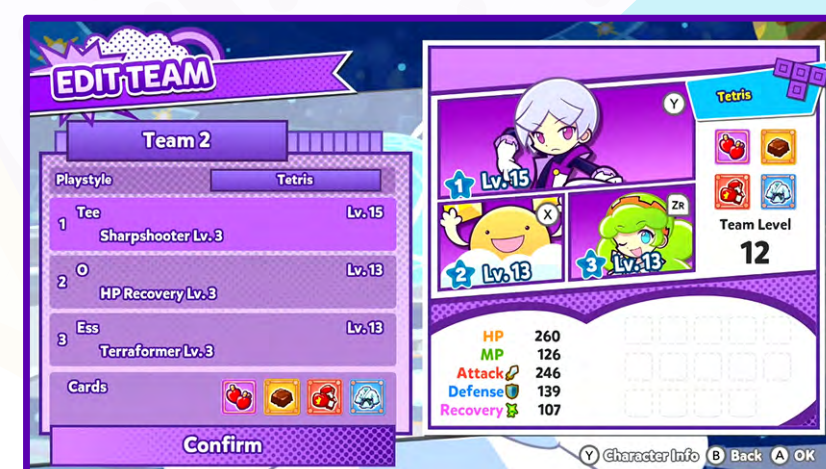 EDIT TEAM
Team 2
Playstyle Tetris
1 Tee Lv.15
Sharpshooter Lv.3
2 O Lv.13
HP Recovery Lv.3
3 Ess Lv.13
Terraformer Lv.3
Cards
Confirm
Y
Tetris
1 Lv.15
X
ZR
2 Lv.13
3 Lv.13
Team Level
12
HP 260
MP 126
Attack 246
Defense 139
Recovery 107
Y Character Info B Back A OK